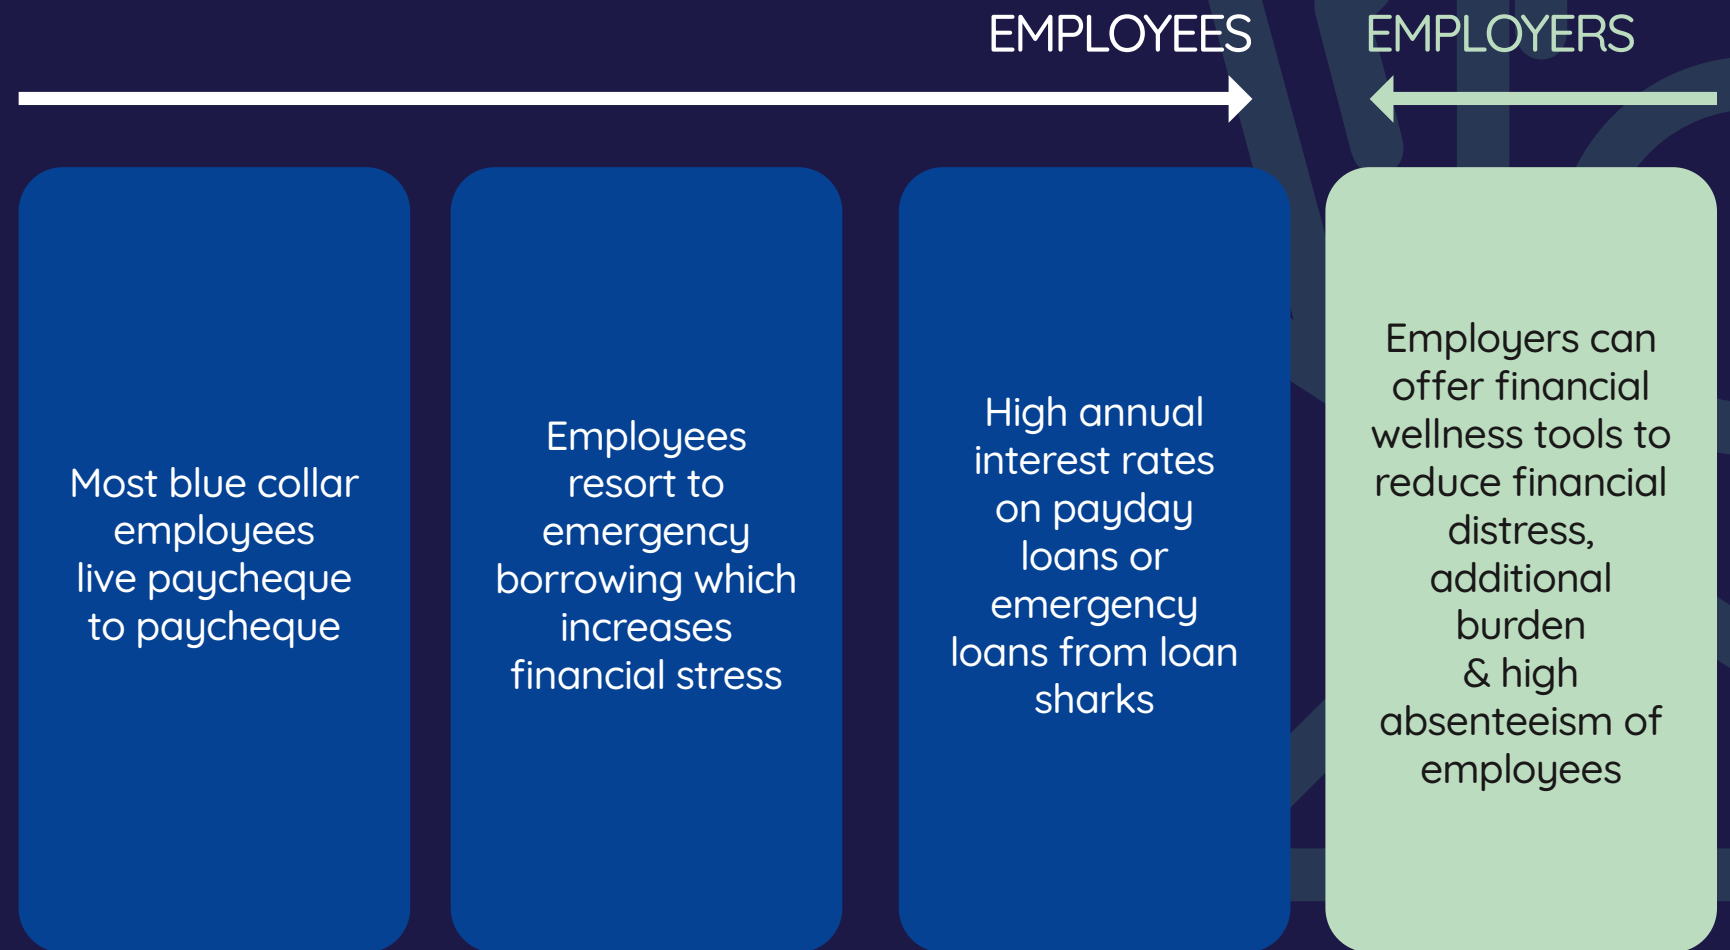 EMPLOYEES
EMPLOYERS
Most blue collar
employees
live paycheque
to paycheque
Employees
resort to
emergency
borrowing which
increases
financial stress
High annual
interest rates
on payday
loans or
emergency
loans from loan
sharks
Employers can
offer financial
wellness tools to
reduce financial
distress,
additional
burden
& high
absenteeism of
employees